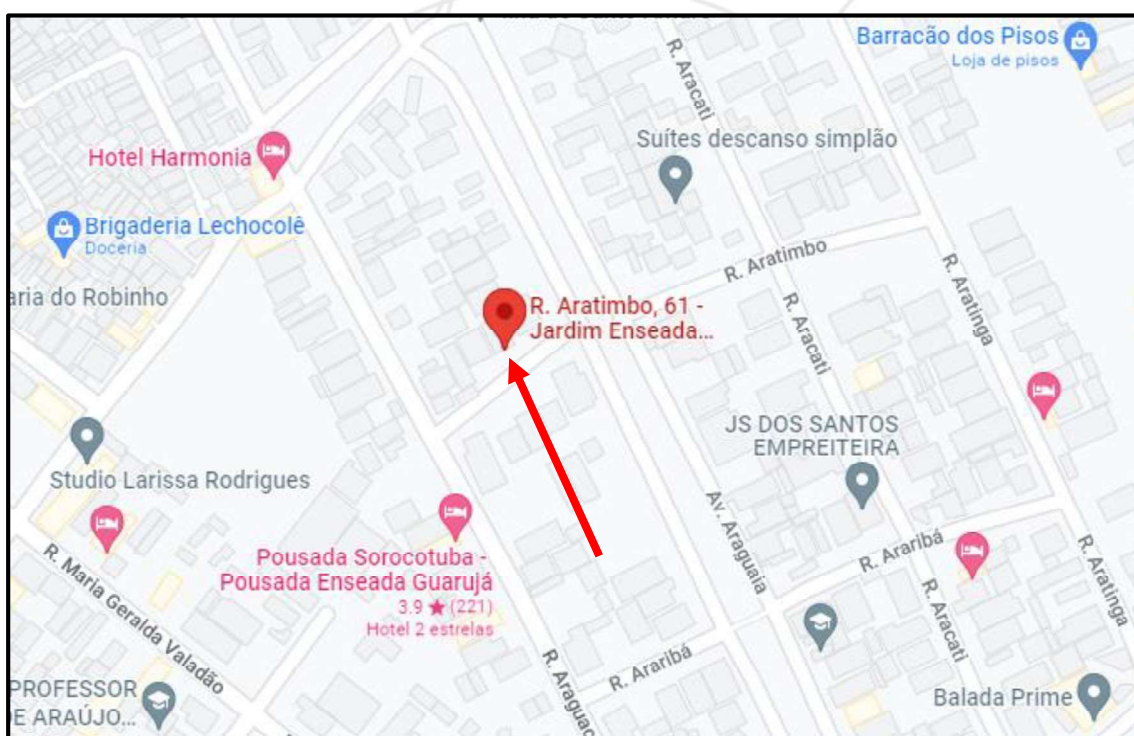 R. Aracati
Barracão dos Pisos
Loja de pisos
Suítes descanso simplão
Hotel Harmonia
Brigaderia Lechocolê
Doceria
R. Aratimbo
R. Aratinga
aria do Robinho
R. Aratimbo, 61 -
Jardim Enseada...
R. Aracati
JS DOS SANTOS
EMPREITEIRA
Studio Larissa Rodrigues
Av. Araguaia
Pousada Sorocotuba -
Pousada Enseada Guarujá
3.9 ★ (221)
Hotel 2 estrelas
R. Araribá
R. Aratinga
R. Maria Geralda Valadão
R. Aracati
R. Araribá
R. Araguac
PROFESSOR
E ARAÚJO...
Balada Prime